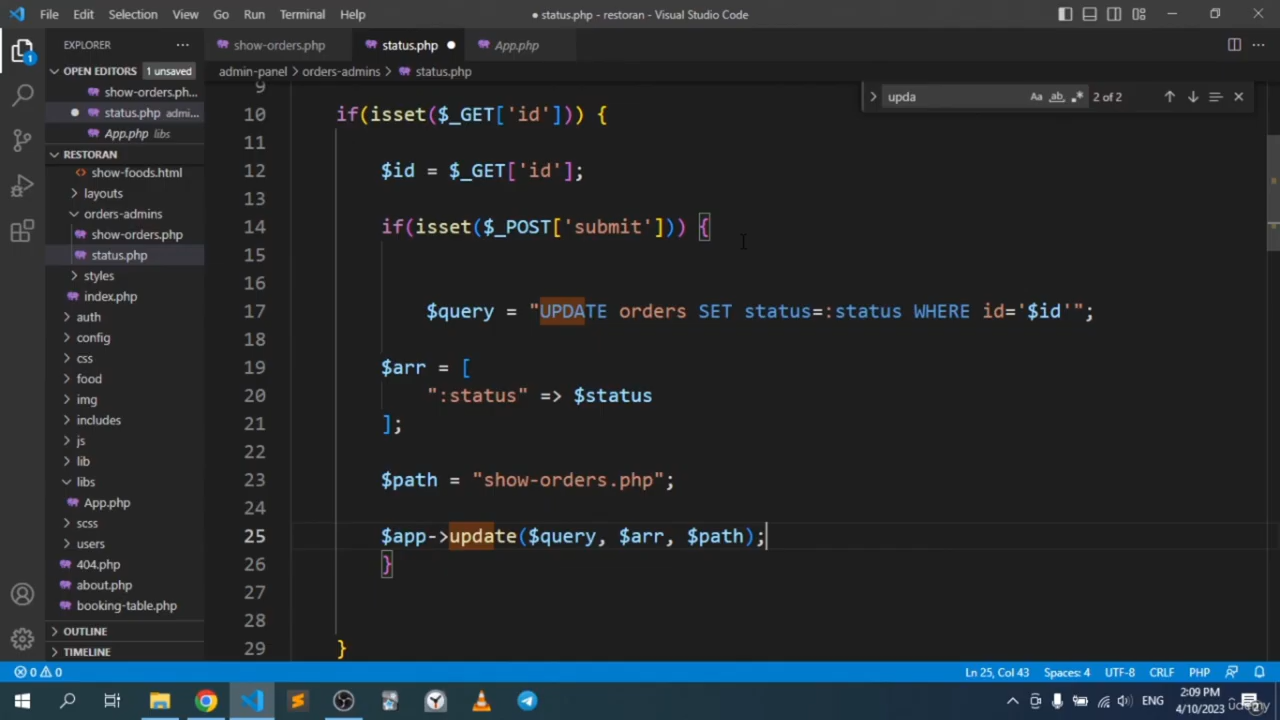 File Edit Selection View Go Run Terminal Help
● status.php - restoran - Visual Studio Code
EXPLORER
show-orders.php
status.php
App.php
OPEN EDITORS
1 unsaved
admin-panel > orders-admins > status.php
show-orders.ph...
status.php admi...
App.php libs
upda
Aa ab .*
2 of 2
RESTORAN
show-foods.html
layouts
orders-admins
show-orders.php
status.php
styles
index.php
auth
config
css
food
img
includes
js
lib
libs
App.php
scss
users
404.php
about.php
booking-table.php
OUTLINE
TIMELINE
9
10 if(isset($_GET['id'])) {
11
12 $id = $_GET['id'];
13
14 if(isset($_POST['submit'])) {
15
16
17 $query = "UPDATE orders SET status=:status WHERE id='$id'";
18
19 $arr = [
20 ":status" => $status
21 ];
22
23 $path = "show-orders.php";
24
25 $app->update($query, $arr, $path);
26 }
27
28
29 }
1
0 0
Ln 25, Col 43 Spaces: 4 UTF-8 CRLF PHP
ENG
2:09 PM
4/10/2023
udemy